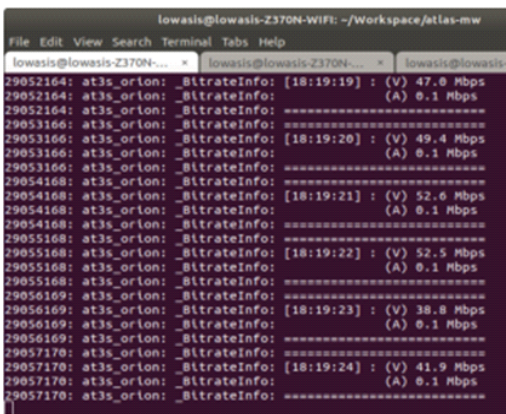 lowasis@lowasis-Z370N-WIFI: ~/Workspace/atlas-mw
File Edit View Search Terminal Tabs Help
lowasis@lowasis-Z370N-... × lowasis@lowasis-Z370N-... × lowasis@lowasis-
29052164: at3s_orion: _BitrateInfo: [18:19:19] : (V) 47.0 Mbps
29052164: at3s_orion: _BitrateInfo: (A) 0.1 Mbps
29052164: at3s_orion: _BitrateInfo: ==============================
29053166: at3s_orion: _BitrateInfo: ==============================
29053166: at3s_orion: _BitrateInfo: [18:19:20] : (V) 49.4 Mbps
29053166: at3s_orion: _BitrateInfo: (A) 0.1 Mbps
29053166: at3s_orion: _BitrateInfo: ==============================
29054168: at3s_orion: _BitrateInfo: ==============================
29054168: at3s_orion: _BitrateInfo: [18:19:21] : (V) 52.6 Mbps
29054168: at3s_orion: _BitrateInfo: (A) 0.1 Mbps
29054168: at3s_orion: _BitrateInfo: ==============================
29055168: at3s_orion: _BitrateInfo: ==============================
29055168: at3s_orion: _BitrateInfo: [18:19:22] : (V) 52.5 Mbps
29055168: at3s_orion: _BitrateInfo: (A) 0.1 Mbps
29055168: at3s_orion: _BitrateInfo: ==============================
29056169: at3s_orion: _BitrateInfo: ==============================
29056169: at3s_orion: _BitrateInfo: [18:19:23] : (V) 38.8 Mbps
29056169: at3s_orion: _BitrateInfo: (A) 0.1 Mbps
29056169: at3s_orion: _BitrateInfo: ==============================
29057170: at3s_orion: _BitrateInfo: ==============================
29057170: at3s_orion: _BitrateInfo: [18:19:24] : (V) 41.9 Mbps
29057170: at3s_orion: _BitrateInfo: (A) 0.1 Mbps
29057170: at3s_orion: _BitrateInfo: ==============================